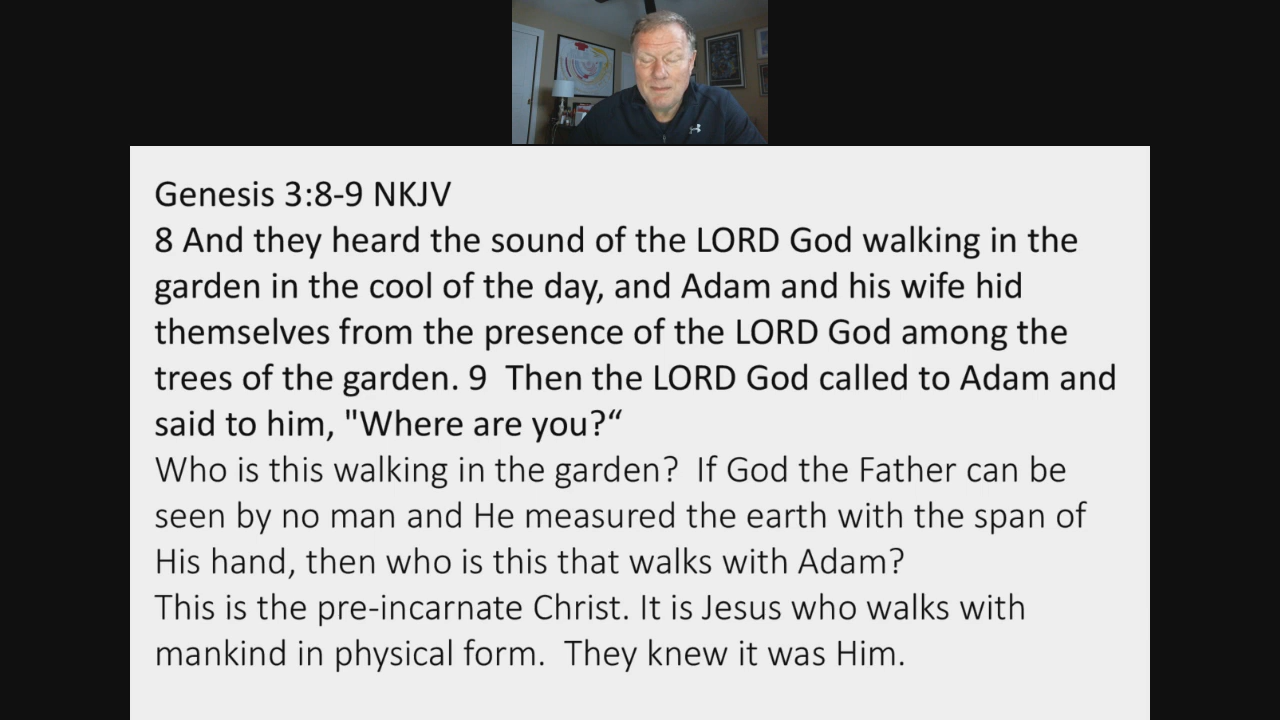 Genesis 3:8-9 NKJV
8 And they heard the sound of the LORD God walking in the
garden in the cool of the day, and Adam and his wife hid
themselves from the presence of the LORD God among the
trees of the garden. 9  Then the LORD God called to Adam and
said to him, "Where are you?“
Who is this walking in the garden?  If God the Father can be
seen by no man and He measured the earth with the span of
His hand, then who is this that walks with Adam?
This is the pre-incarnate Christ. It is Jesus who walks with
mankind in physical form.  They knew it was Him.